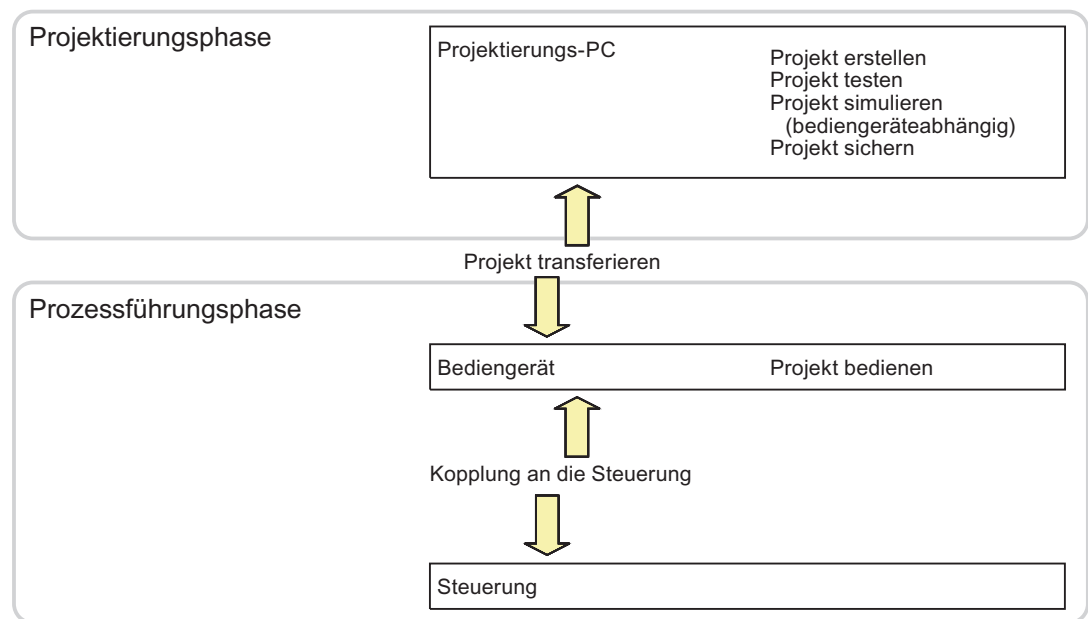 Projektierungsphase
Projektierungs-PC
Projekt erstellen
Projekt testen
Projekt simulieren
(bediengeräteabhängig)
Projekt sichern
Projekt transferieren
Prozessführungsphase
Bediengerät
Projekt bedienen
Kopplung an die Steuerung
Steuerung